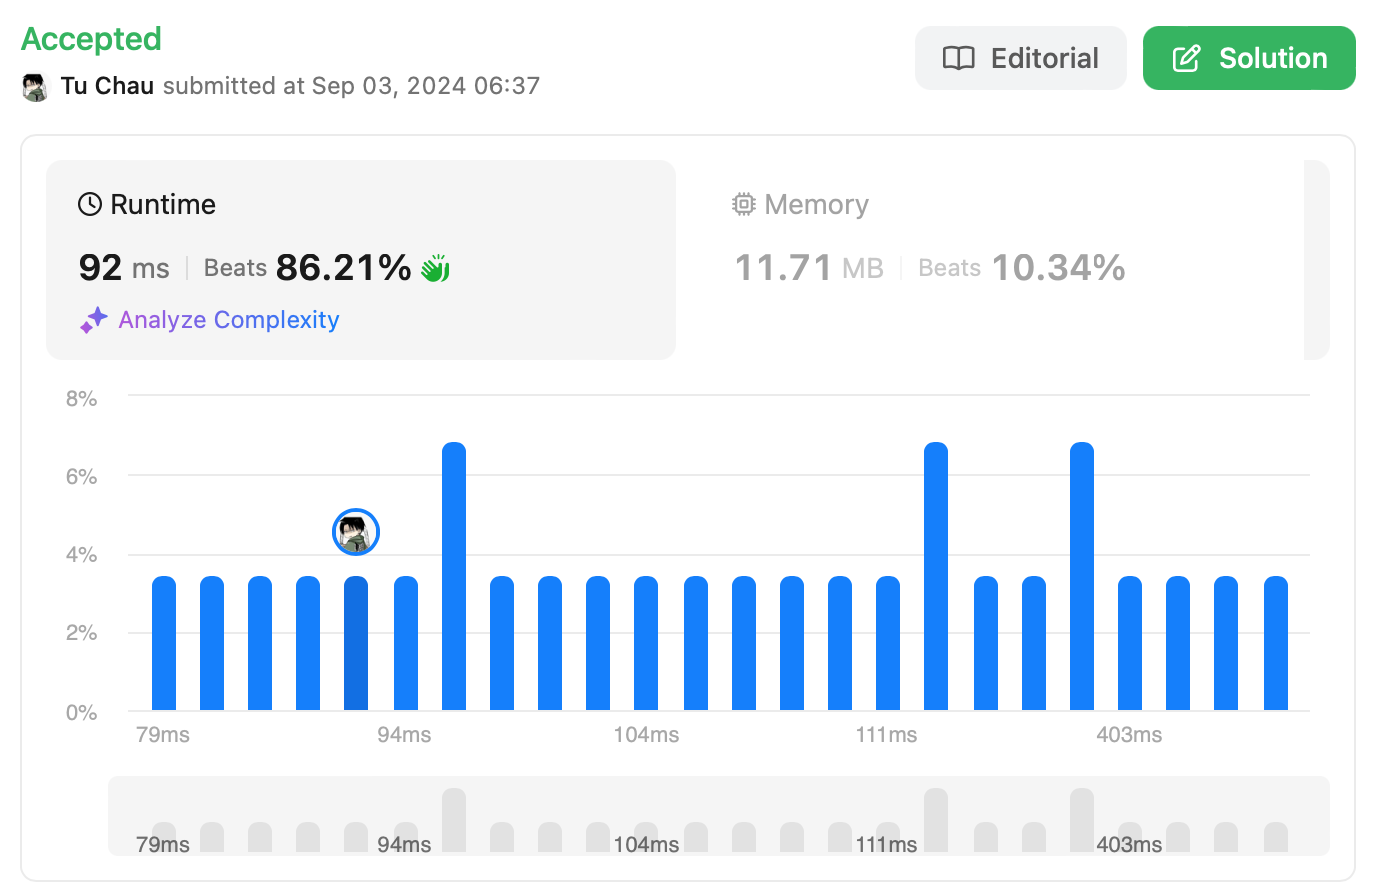 Accepted
Tu Chau submitted at Sep 03, 2024 06:37
Editorial
Solution
Runtime
92 ms | Beats 86.21%
Analyze Complexity
Memory
11.71 MB | Beats 10.34%
8%
6%
4%
2%
0%
79ms 94ms 104ms 111ms 403ms
79ms 94ms 104ms 111ms 403ms